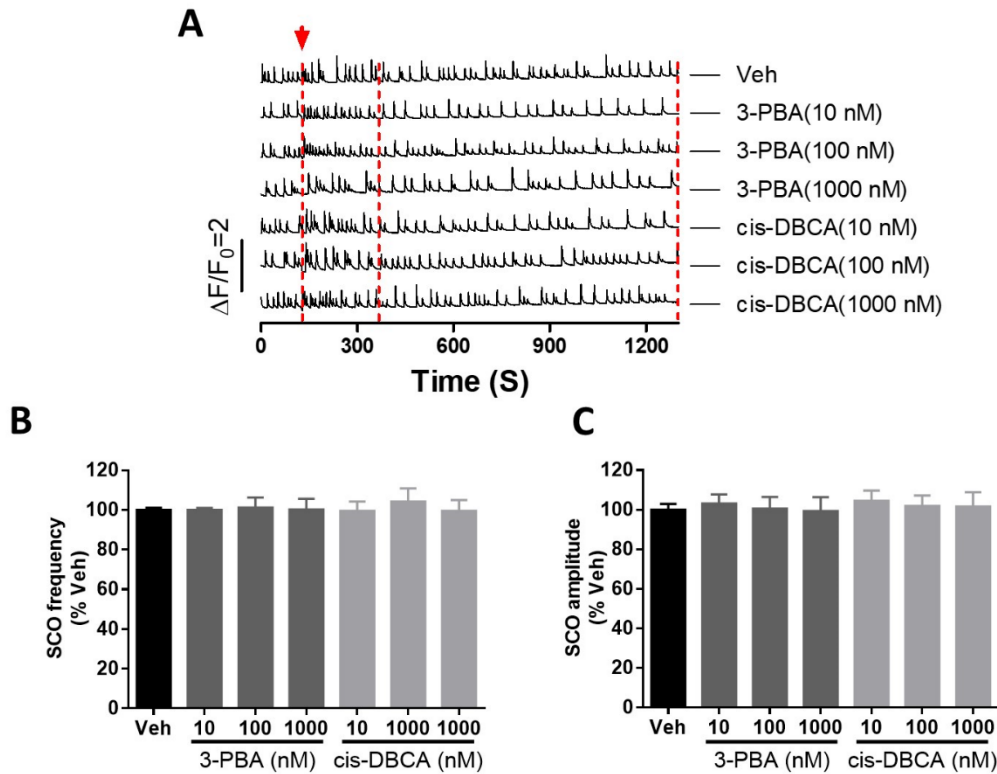 A
Veh
3-PBA(10 nM)
3-PBA(100 nM)
3-PBA(1000 nM)
cis-DBCA(10 nM)
cis-DBCA(100 nM)
cis-DBCA(1000 nM)
ΔF/F0=2
0 300 600 900 1200
Time (S)
B
SCO frequency
(% Veh)
120
100
80
60
40
20
0
Veh 10 100 1000 10 1000 1000
3-PBA (nM) cis-DBCA (nM)
C
SCO amplitude
(% Veh)
120
100
80
60
40
20
0
Veh 10 100 1000 10 100 1000
3-PBA (nM) cis-DBCA (nM)